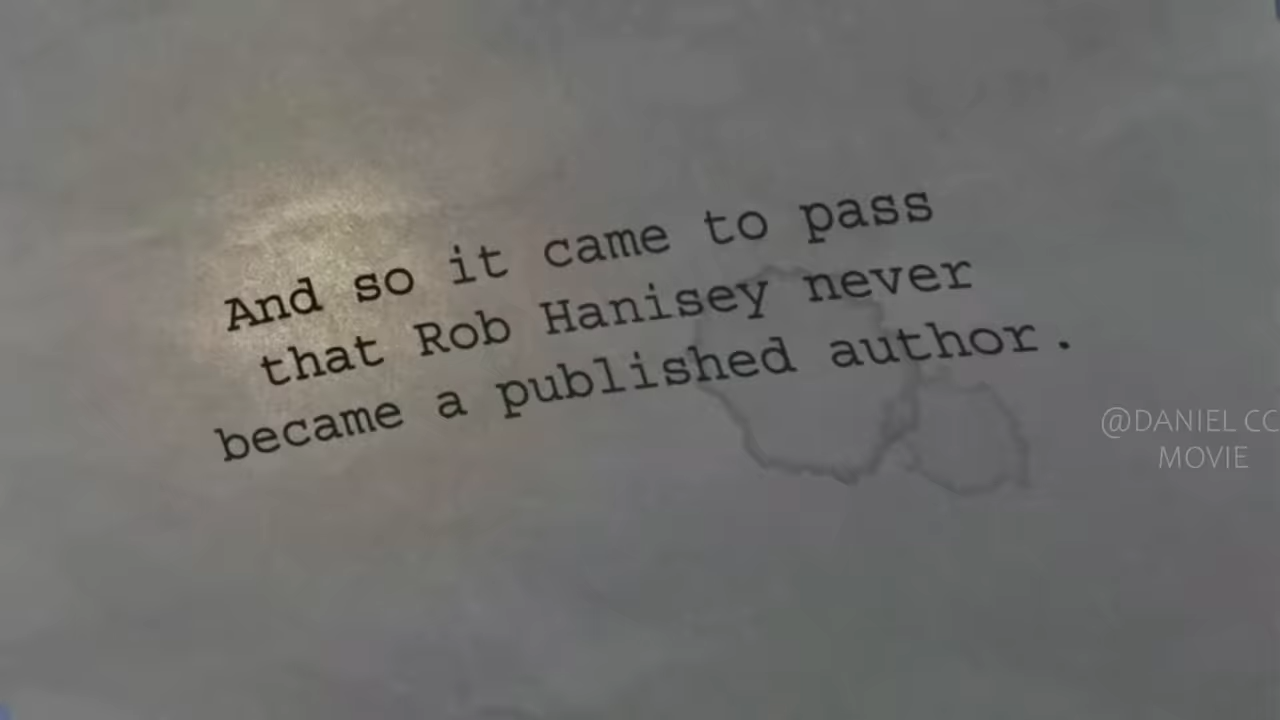 And so it came to pass
that Rob Hanisey never
became a published author.
@DANIEL CC
MOVIE